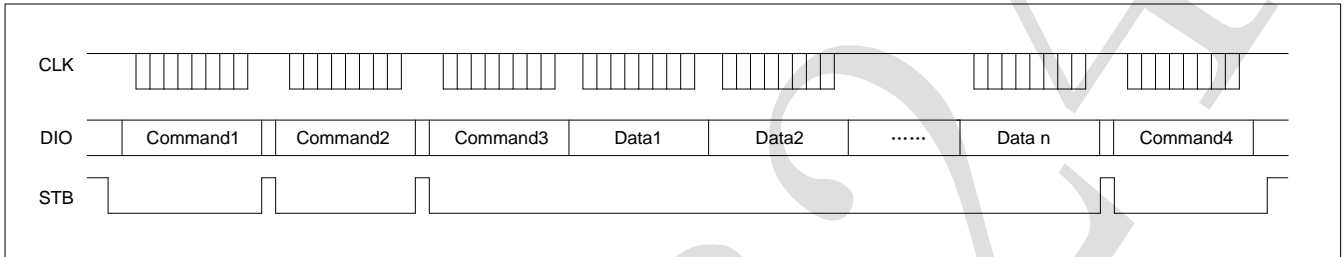 CLK
DIO Command1 Command2 Command3 Data1 Data2 …… Data n Command4
STB